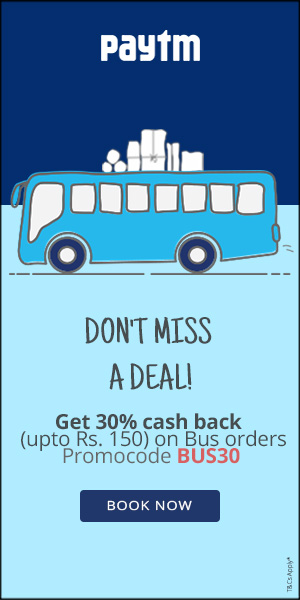 paytm
DON'T MISS
A DEAL!
Get 30% cash back
(upto Rs. 150) on Bus orders
Promocode BUS30
BOOK NOW
T&Cs Apply*